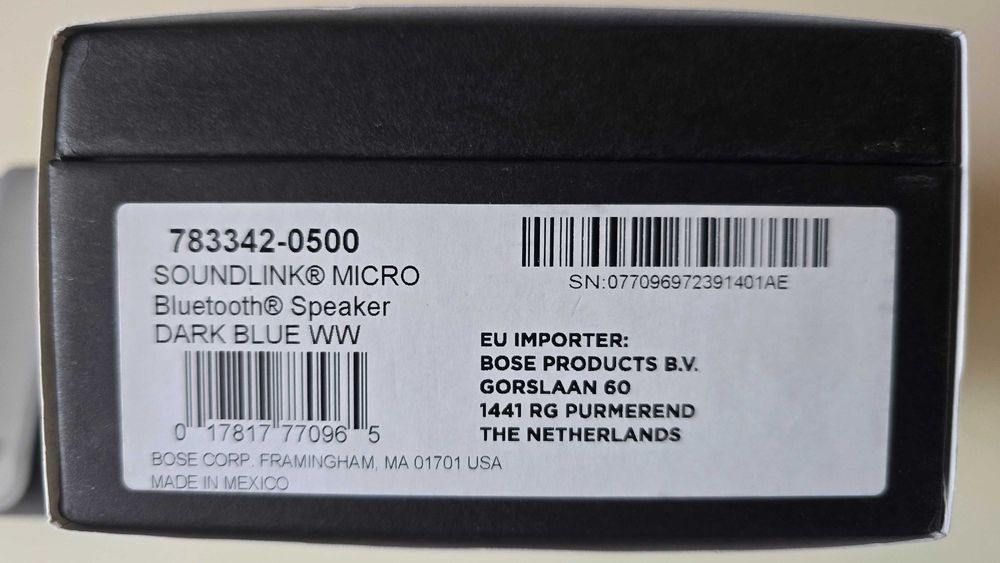 783342-0500
SOUNDLINK® MICRO
Bluetooth® Speaker
DARK BLUE WW
0 17817 77096 5
BOSE CORP. FRAMINGHAM, MA 01701 USA
MADE IN MEXICO
SN:077096972391401AE
EU IMPORTER:
BOSE PRODUCTS B.V.
GORSLAAN 60
1441 RG PURMEREND
THE NETHERLANDS